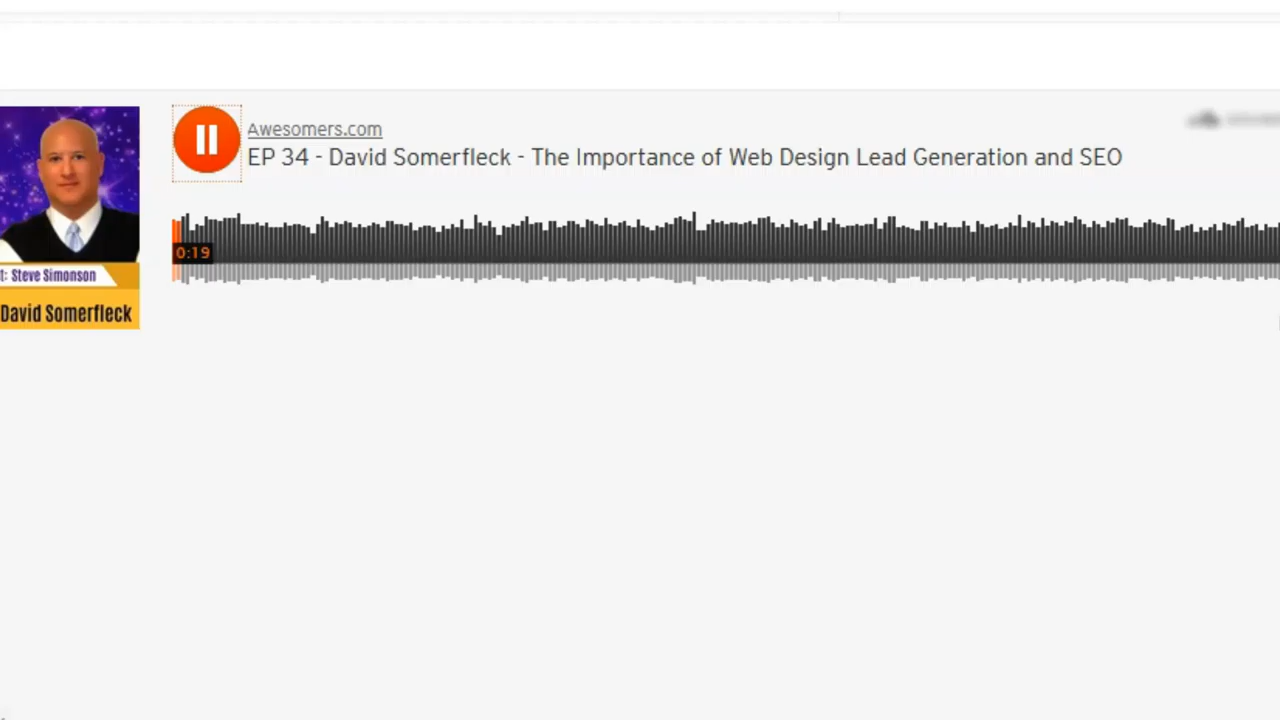 Awesomers.com
EP 34 - David Somerfleck - The Importance of Web Design Lead Generation and SEO
0:19
t: Steve Simonson
David Somerfleck